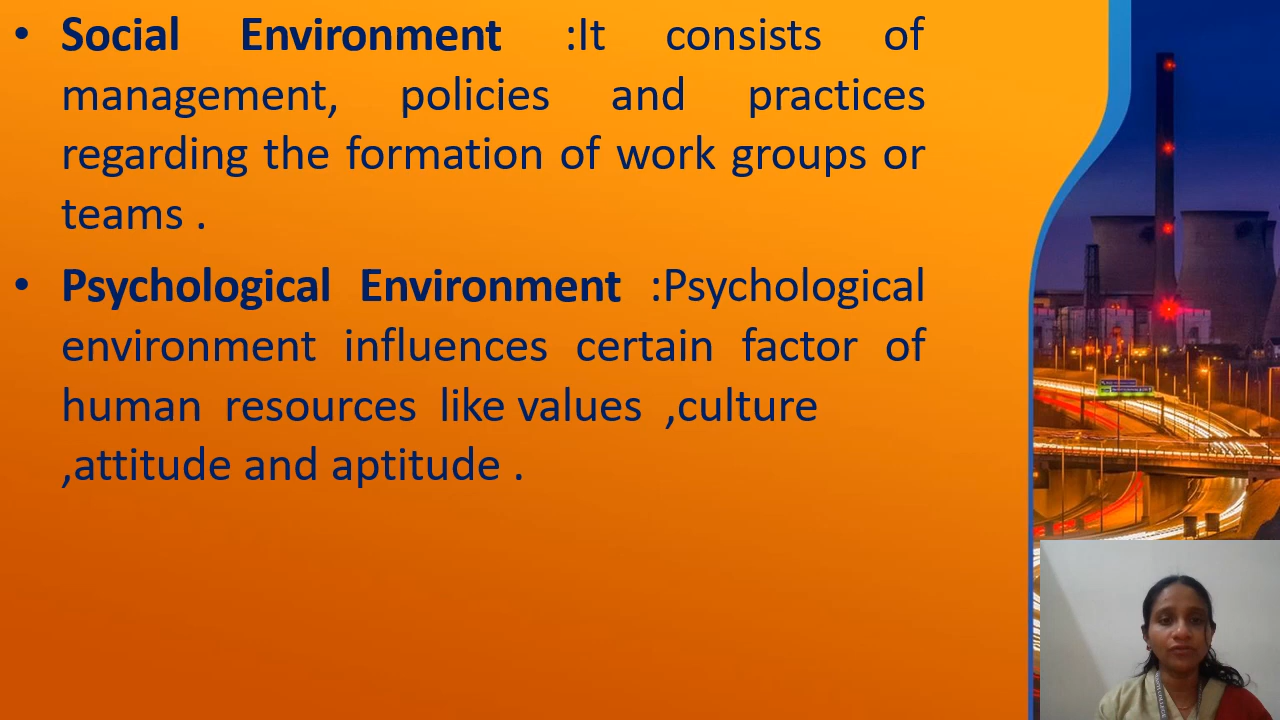 • Social Environment :It consists of
management, policies and practices
regarding the formation of work groups or
teams .
• Psychological Environment :Psychological
environment influences certain factor of
human resources like values ,culture
,attitude and aptitude .